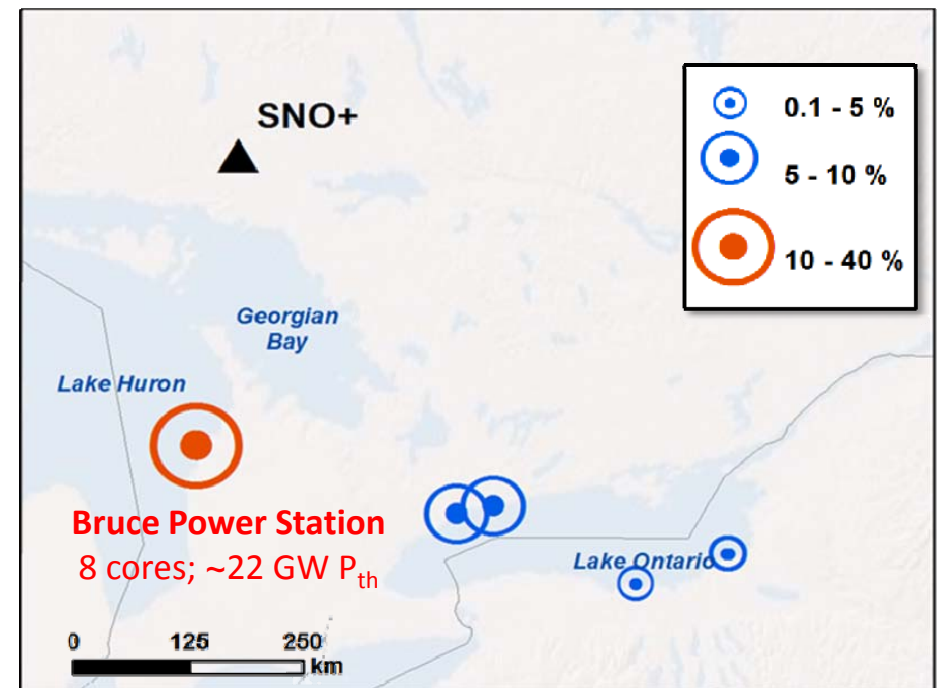 SNO+
0.1 - 5 %
5 - 10 %
10 - 40 %
Georgian
Bay
Lake Huron
Bruce Power Station
8 cores; ~22 GW Pth
Lake Ontario
0 125 250
km